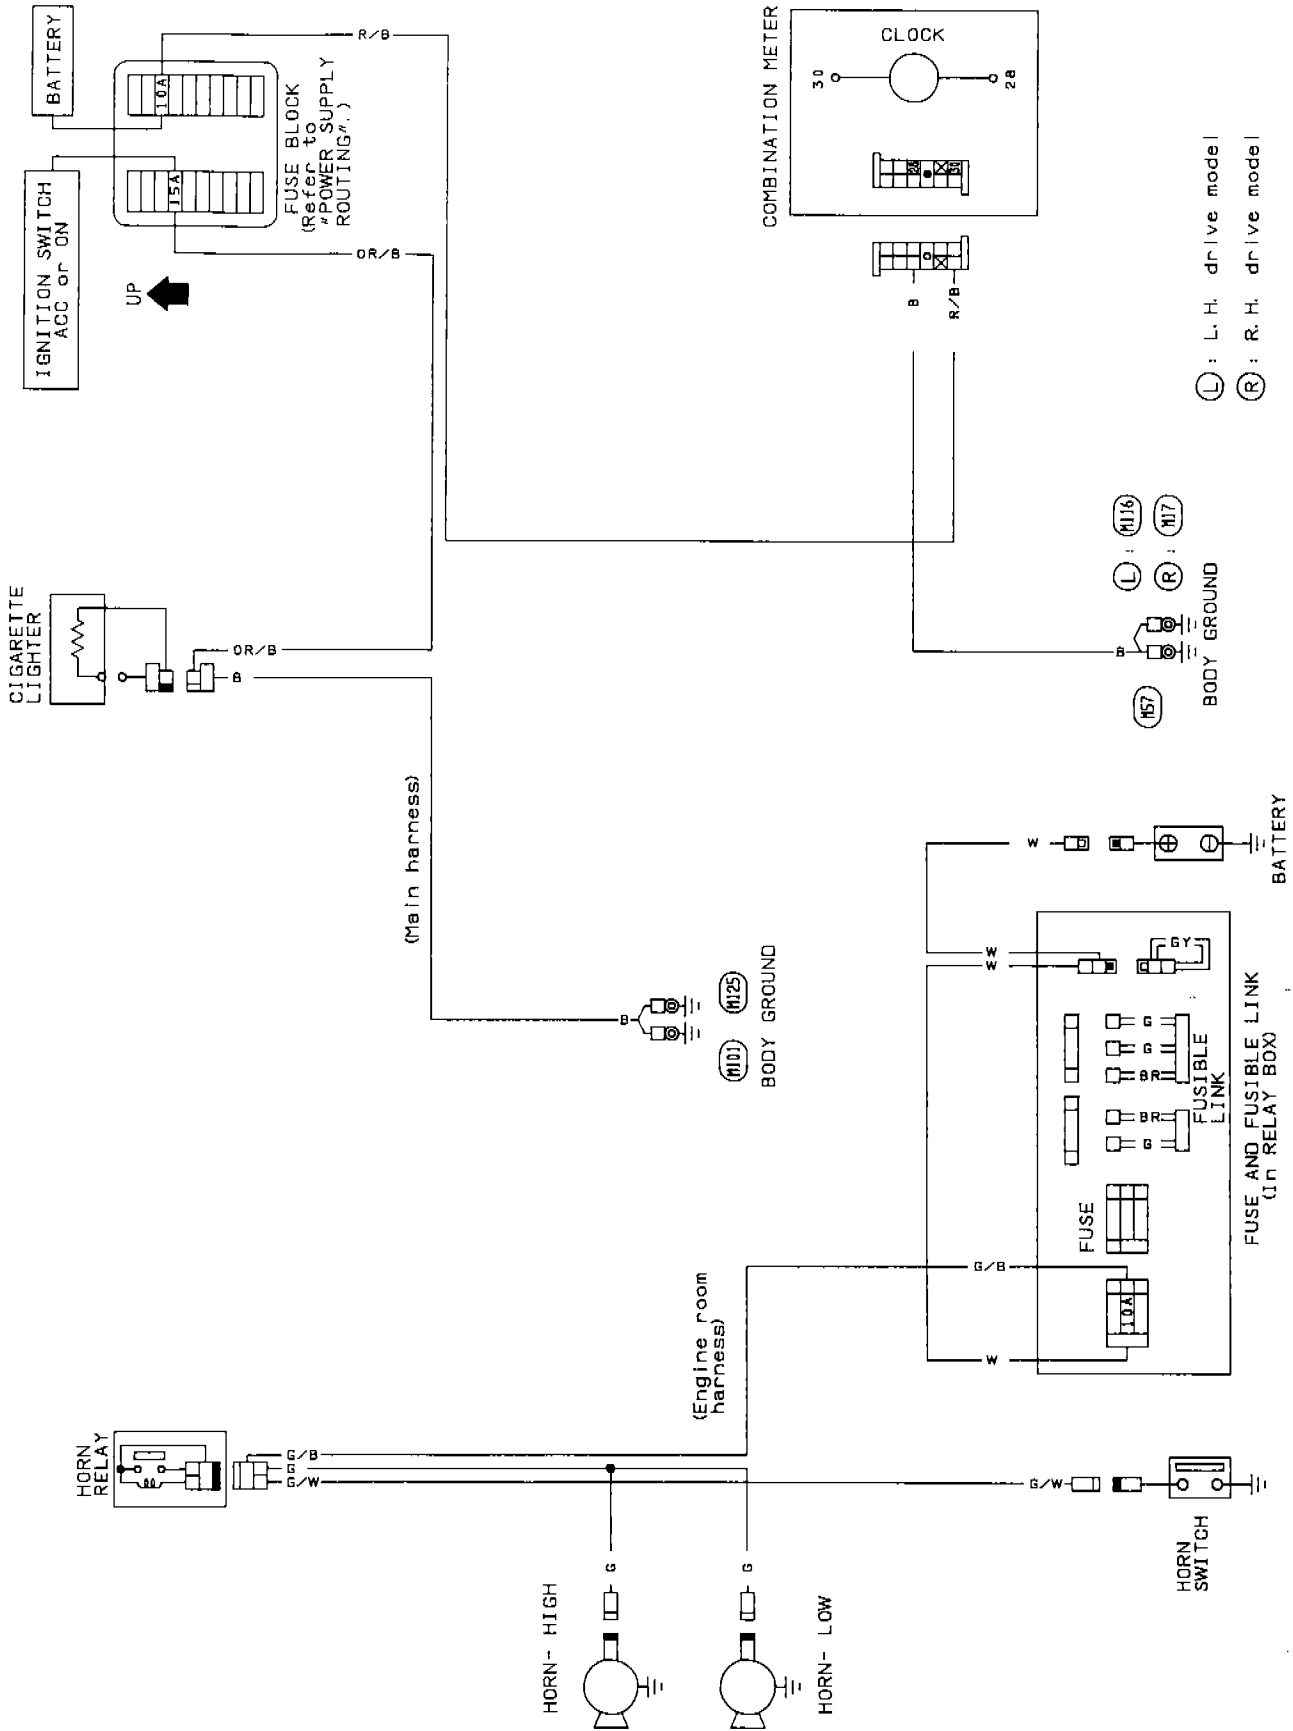 BATTERY
IGNITION SWITCH
ACC or ON
10A
15A
FUSE BLOCK
(Refer to
"POWER SUPPLY
ROUTING".)
UP
R/B
OR/B
COMBINATION METER
CLOCK
30
28
28
30
B
R/B
L : L.H. drive model
R : R.H. drive model
CIGARETTE
LIGHTER
OR/B
B
(Main harness)
B
M101
M125
BODY GROUND
B
M57
L : M116
R : M17
BODY GROUND
W
BATTERY
W
W
GY
G
G
BR
BR
G
FUSIBLE
LINK
FUSE
10A
G/B
W
FUSE AND FUSIBLE LINK
(In RELAY BOX)
(Engine room
harness)
HORN
RELAY
G/B
G
G/W
G/W
HORN
SWITCH
G
G
HORN- HIGH
HORN- LOW